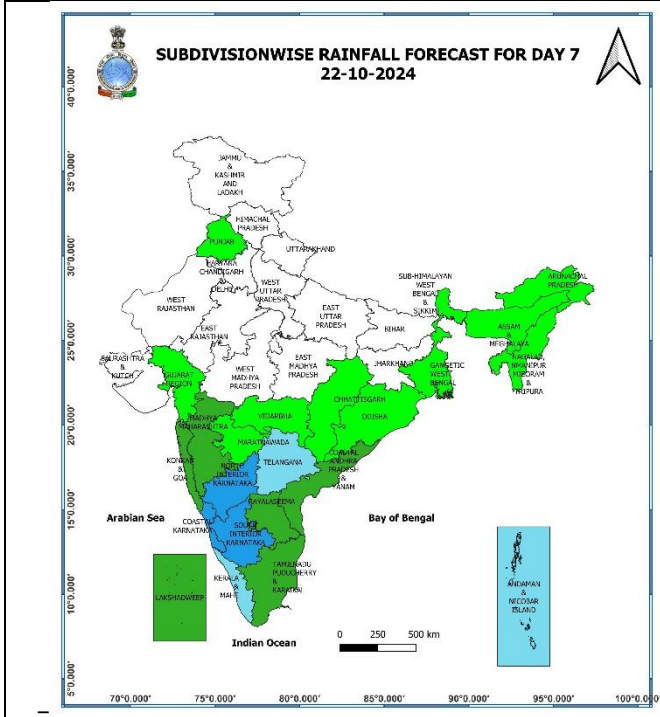 SUBDIVISIONWISE RAINFALL FORECAST FOR DAY 7
22-10-2024
40°0.000'
35°0.000'
30°0.000'
25°0.000'
20°0.000'
15°0.000'
10°0.000'
5°0.000'
JAMMU
&
KASHMIR
AND
LADAKH
HIMACHAL
PRADESH
PUNJAB
UTTARAKHAND
CHANDIGARH
&
DELHI
WEST
UTTAR
PRADESH
WEST
RAJASTHAN
EAST
RAJASTHAN
EAST
UTTAR
PRADESH
SUB-HIMALAYAN
WEST
BENGAL
&
SIKKIM
ARUNACHAL
PRADESH
BIHAR
ASSAM
&
MEGHALAYA
NAGALAND
MANIPUR
MIZORAM
&
TRIPURA
SAURASHTRA
&
KUTCH
GUJARAT
REGION
WEST
MADHYA
PRADESH
EAST
MADHYA
PRADESH
JHARKHAND
GANGETIC
WEST
BENGAL
CHHATTISGARH
ODISHA
VIDARBHA
MADHYA
MAHARASHTRA
MARATHWADA
KONKAN
&
GOA
TELANGANA
COASTAL
ANDHRA
PRADESH
&
YANAM
NORTH
INTERIOR
KARNATAKA
RAYALASEEMA
Arabian Sea
Bay of Bengal
COASTAL
KARNATAKA
SOUTH
INTERIOR
KARNATAKA
TAMILNADU
PUDUCHERRY
&
KARAIKAL
KERALA
&
MAHE
LAKSHADWEEP
ANDAMAN
&
NICOBAR
ISLAND
Indian Ocean
0 250 500 km
70°0.000' 75°0.000' 80°0.000' 85°0.000' 90°0.000' 95°0.000' 100°0.000'